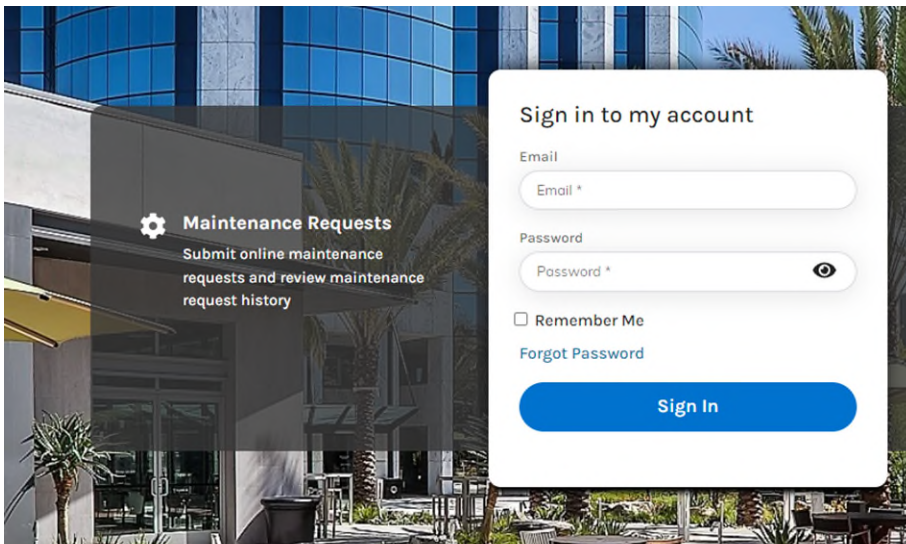 Maintenance Requests
Submit online maintenance
requests and review maintenance
request history
Sign in to my account
Email
Email *
Password
Password *
Remember Me
Forgot Password
Sign In